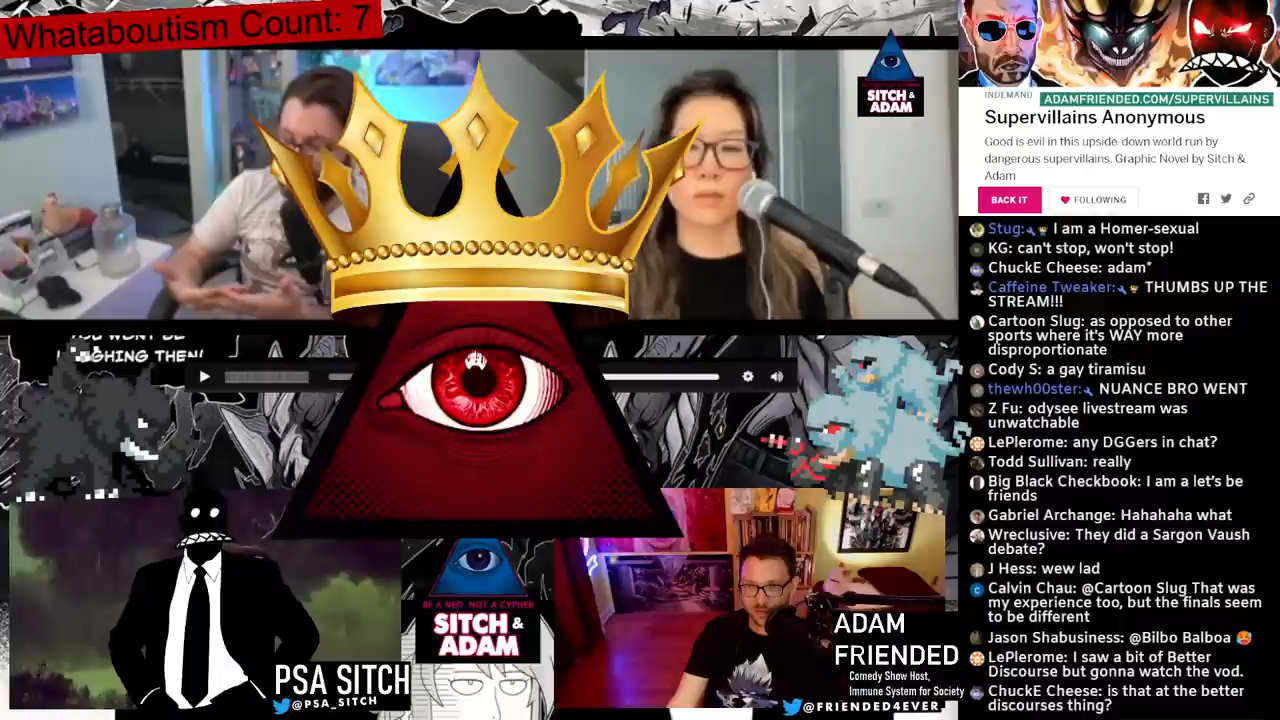 Whataboutism Count: 7
SITCH &
ADAM
INDEMAND
ADAMFRIENDED.COM/SUPERVILLAINS
Supervillains Anonymous
Good is evil in this upside-down world run by
dangerous supervillains. Graphic Novel by Sitch &
Adam
BACK IT
FOLLOWING
Stug: I am a Homer-sexual
KG: can't stop, won't stop!
ChuckE Cheese: adam*
Caffeine Tweaker: THUMBS UP THE
STREAM!!!
Cartoon Slug: as opposed to other
sports where it's WAY more
disproportionate
Cody S: a gay tiramisu
thewh00ster: NUANCE BRO WENT
Z Fu: odysee livestream was
unwatchable
LePlerome: any DGGers in chat?
Todd Sullivan: really
Big Black Checkbook: I am a let's be
friends
Gabriel Archange: Hahahaha what
Wreclusive: They did a Sargon Vaush
debate?
J Hess: wew lad
Calvin Chau: @Cartoon Slug That was
my experience too, but the finals seem
to be different
Jason Shabusiness: @Bilbo Balboa 🥵
LePlerome: I saw a bit of Better
Discourse but gonna watch the vod.
ChuckE Cheese: is that at the better
discourses thing?
THEN!
BE A NEO, NOT A CYPHER
SITCH &
ADAM
PSA SITCH
@PSA_SITCH
ADAM
FRIENDED
Comedy Show Host,
Immune System for Society
@FRIENDED4EVER